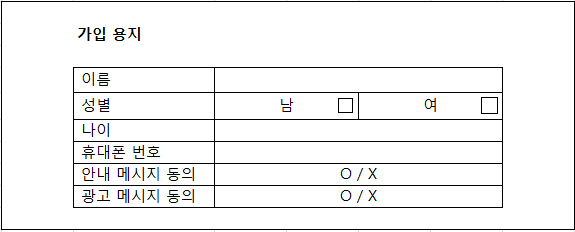 가입 용지
이름
성별 남 여
나이
휴대폰 번호
안내 메시지 동의 O / X
광고 메시지 동의 O / X